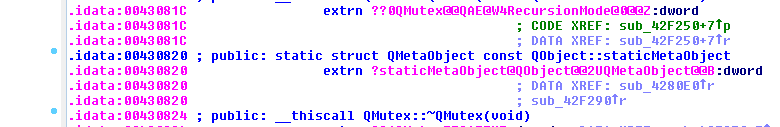 .idata:0043081C extrn ??0QMutex@@QAE@W4RecursionMode@0@@Z:dword
.idata:0043081C ; CODE XREF: sub_42F250+7↑p
.idata:0043081C ; DATA XREF: sub_42F250+7↑r
.idata:00430820 ; public: static struct QMetaObject const QObject::staticMetaObject
.idata:00430820 extrn ?staticMetaObject@QObject@@2UQMetaObject@@B:dword
.idata:00430820 ; DATA XREF: sub_4280E0↑r
.idata:00430820 ; sub_42F290↑r
.idata:00430824 ; public: __thiscall QMutex::~QMutex(void)